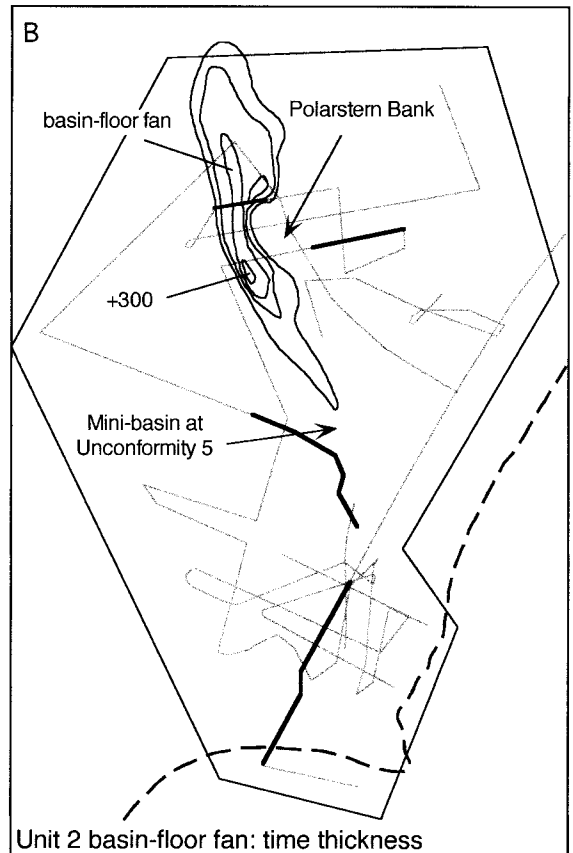 B
Polarstern Bank
basin-floor fan
+300
Mini-basin at
Unconformity 5
Unit 2 basin-floor fan: time thickness